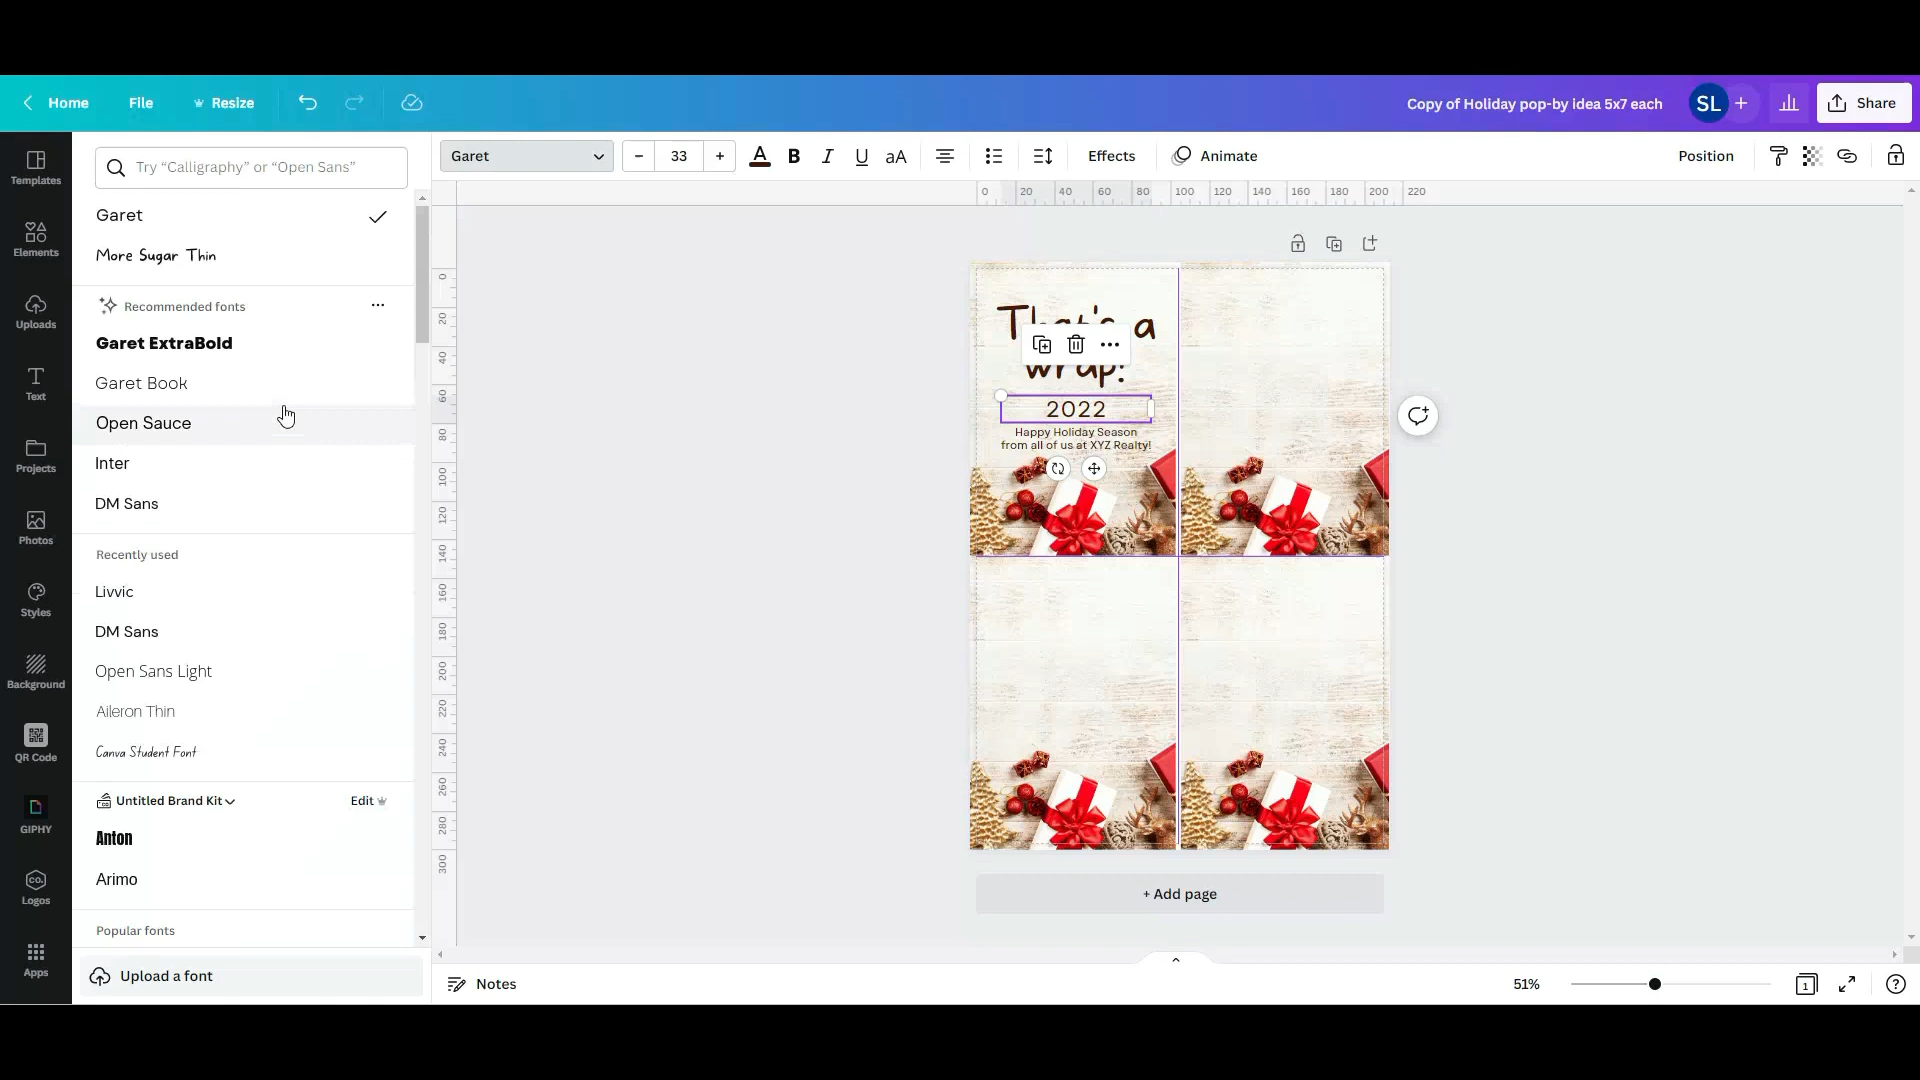 Home
File
Resize
Copy of Holiday pop-by idea 5x7 each
SL
+
Share
Templates
Elements
Uploads
Text
Projects
Photos
Styles
Background
QR Code
GIPHY
CO.
Logos
Apps
Try “Calligraphy” or “Open Sans”
Garet
More Sugar Thin
Recommended fonts
Garet ExtraBold
Garet Book
Open Sauce
Inter
DM Sans
Recently used
Livvic
DM Sans
Open Sans Light
Aileron Thin
Canva Student Font
Untitled Brand Kit
Edit
Anton
Arimo
Popular fonts
Upload a font
Garet
– 33 +
A B I U aA
Effects
Animate
Position
0 20 40 60 80 100 120 140 160 180 200 220
0
20
40
60
80
100
120
140
160
180
200
220
240
260
280
300
That's a
wrap!
2022
Happy Holiday Season
from all of us at XYZ Realty!
+ Add page
Notes
51%
1
?